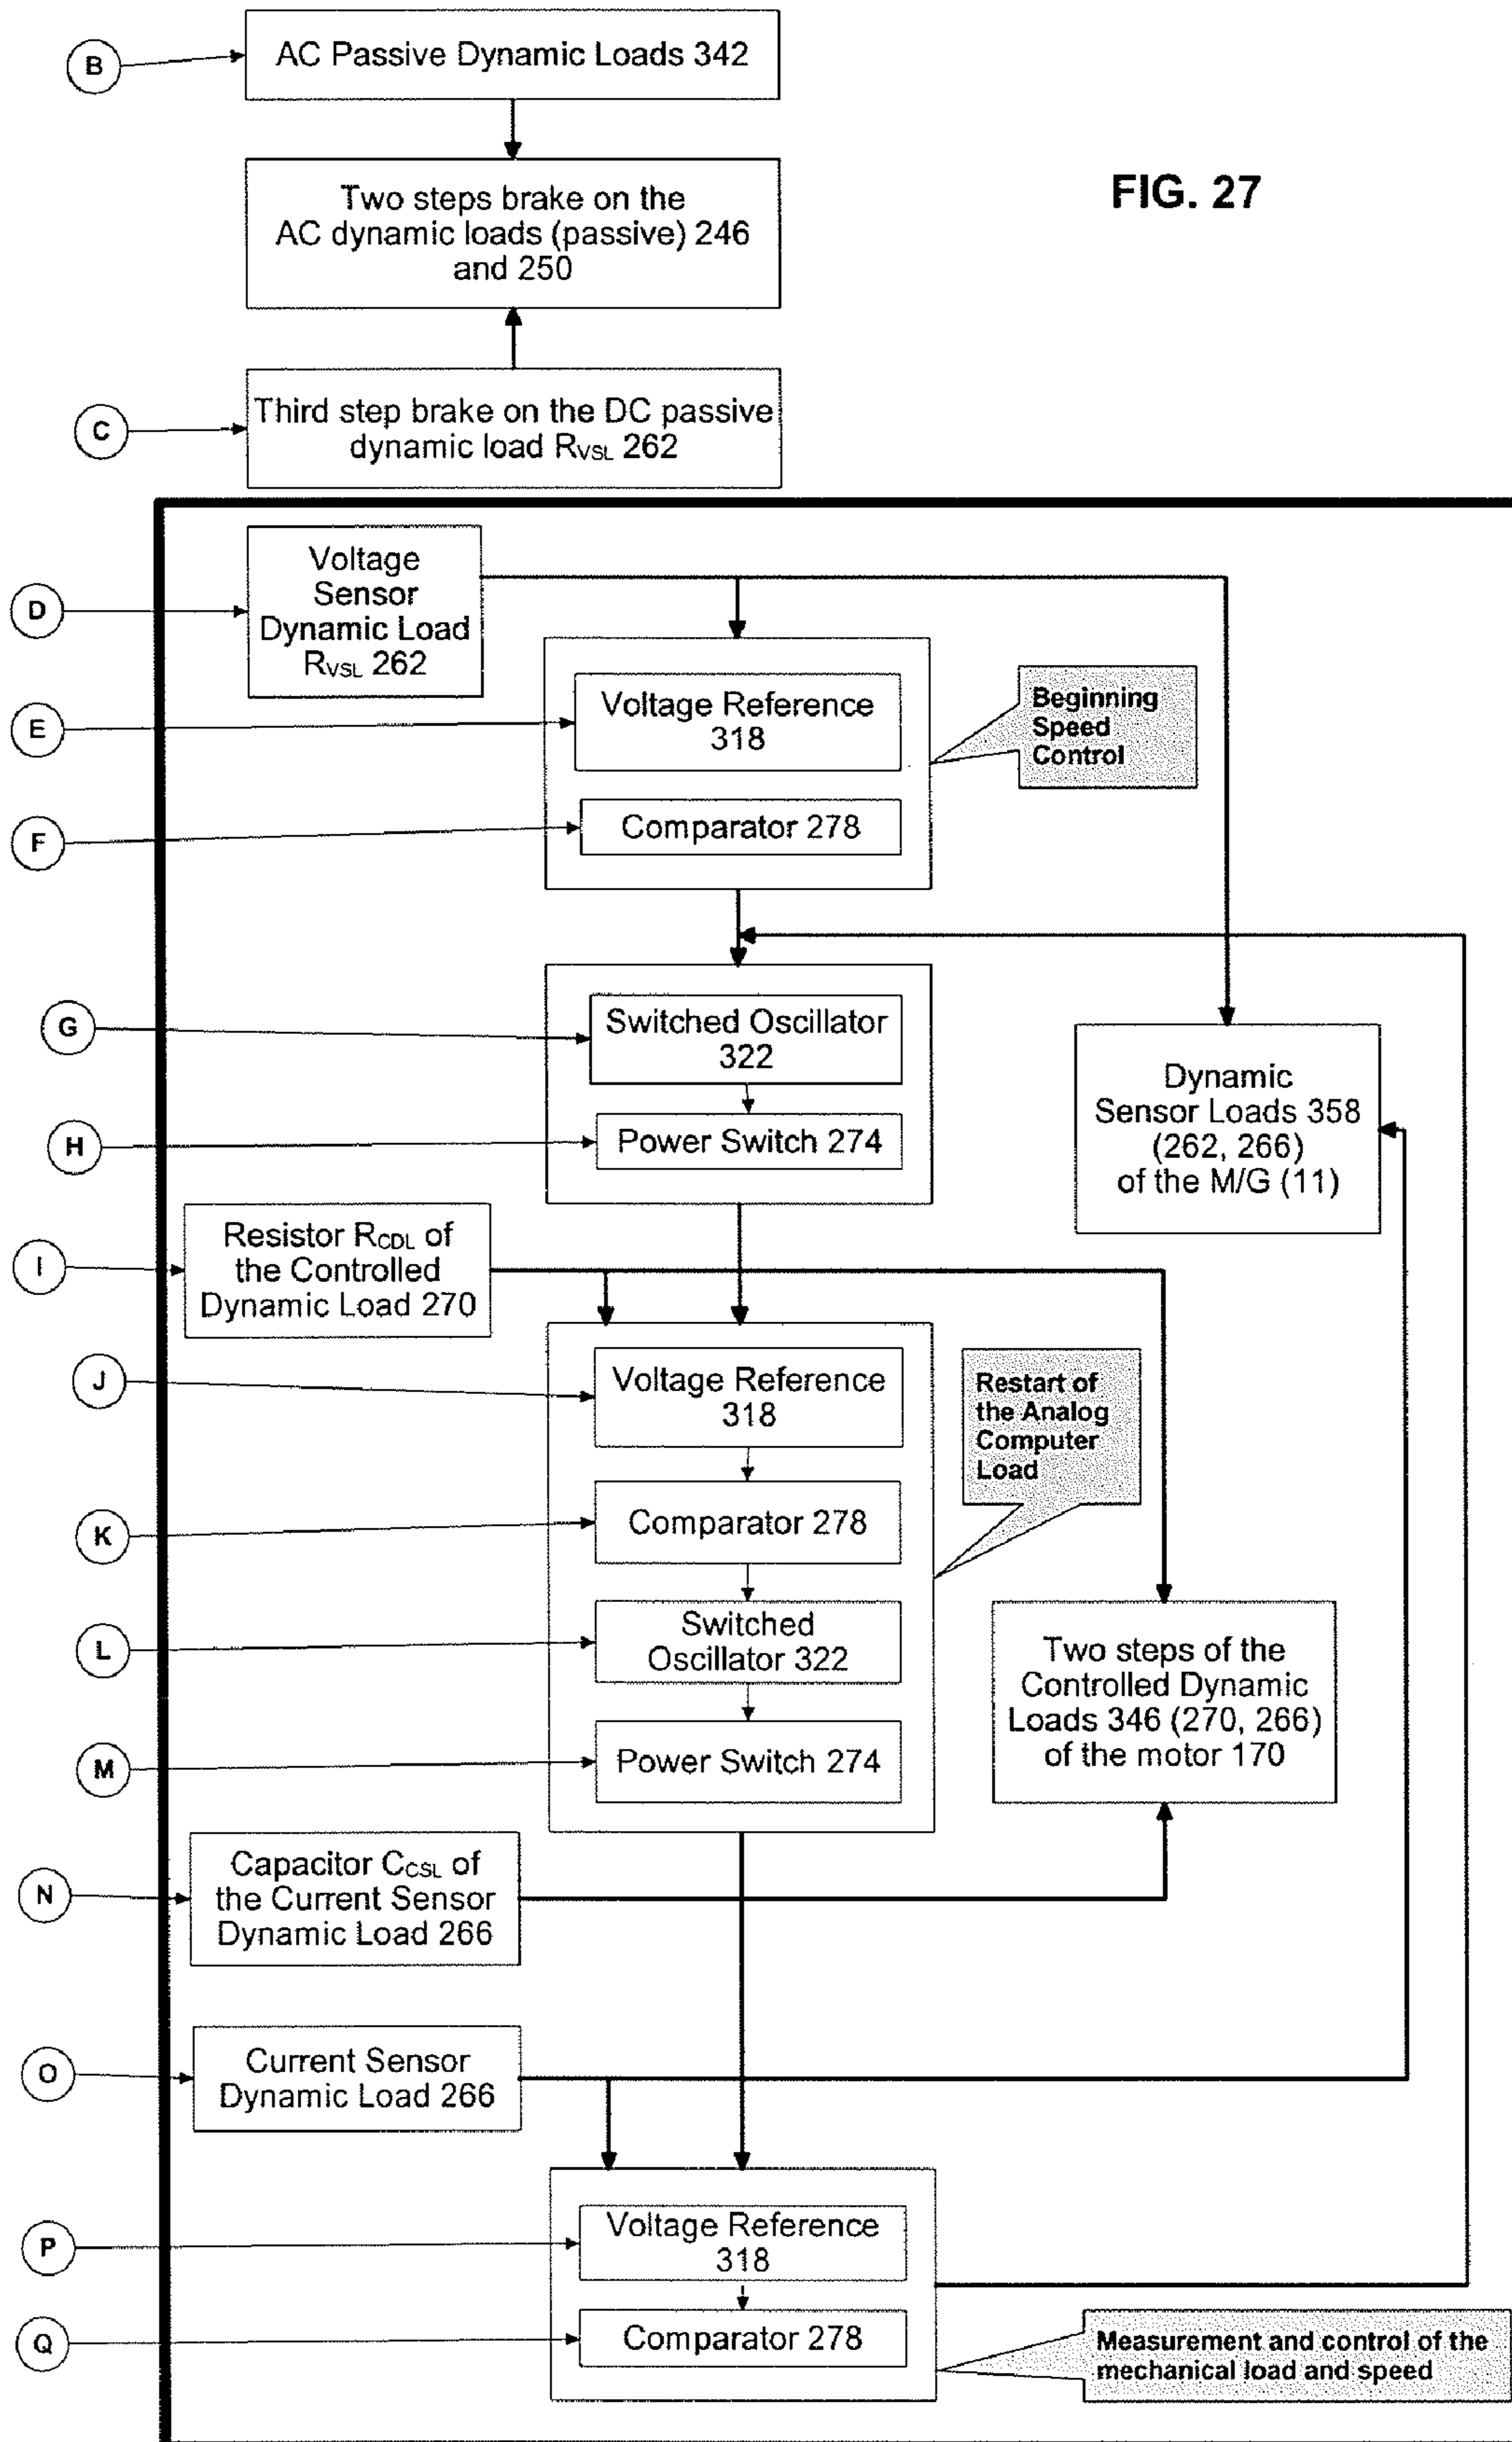 B
AC Passive Dynamic Loads 342
Two steps brake on the
AC dynamic loads (passive) 246
and 250
FIG. 27
C
Third step brake on the DC passive
dynamic load RVSL 262
D
Voltage
Sensor
Dynamic Load
RVSL 262
E
Voltage Reference
318
Beginning
Speed
Control
F
Comparator 278
G
Switched Oscillator
322
H
Power Switch 274
Dynamic
Sensor Loads 358
(262, 266)
of the M/G (11)
I
Resistor RCDL of
the Controlled
Dynamic Load 270
J
Voltage Reference
318
Restart of
the Analog
Computer
Load
K
Comparator 278
L
Switched
Oscillator 322
M
Power Switch 274
Two steps of the
Controlled Dynamic
Loads 346 (270, 266)
of the motor 170
N
Capacitor CCSL of
the Current Sensor
Dynamic Load 266
O
Current Sensor
Dynamic Load 266
P
Voltage Reference
318
Q
Comparator 278
Measurement and control of the
mechanical load and speed